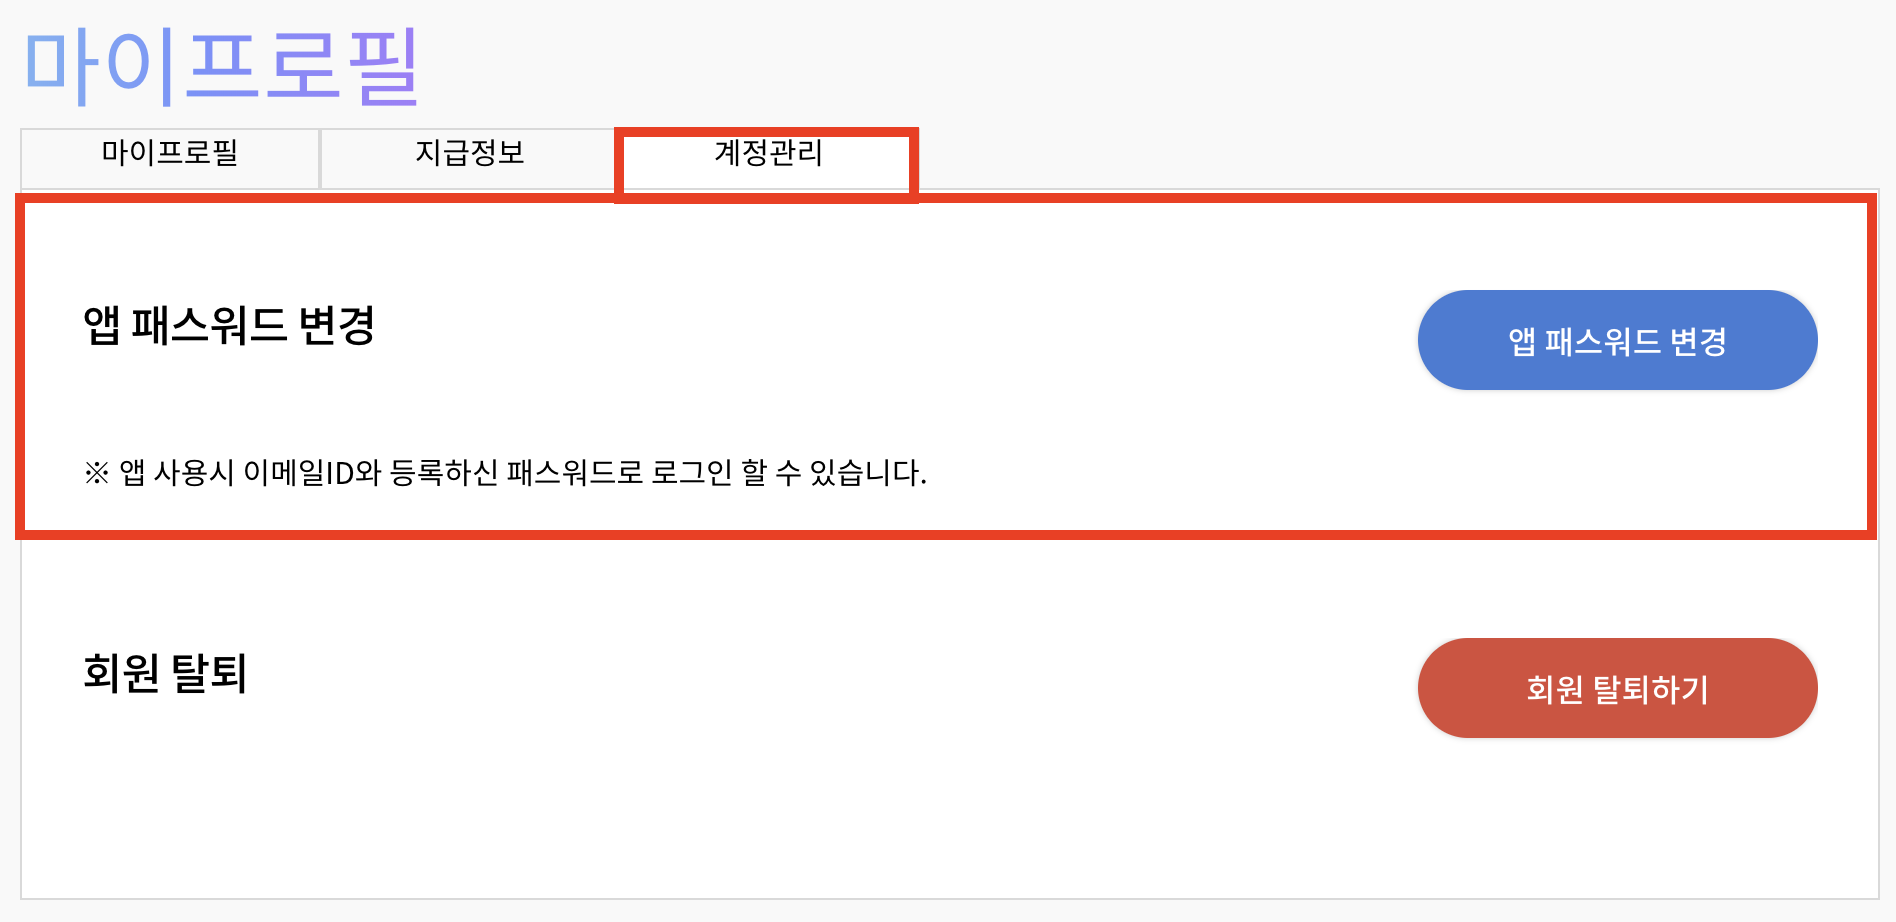 마이프로필
마이프로필 지급정보 계정관리
앱 패스워드 변경
앱 패스워드 변경
※ 앱 사용시 이메일ID와 등록하신 패스워드로 로그인 할 수 있습니다.
회원 탈퇴
회원 탈퇴하기